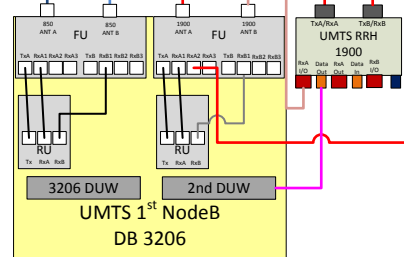 850
ANT A
FU
850
ANT B
TxA RxA1 RxA2 RxA3 TxB RxB1 RxB2 RxB3
1900
ANT A
FU
1900
ANT B
TxA RxA1 RxA2 RxA3 TxB RxB1 RxB2 RxB3
TxA/RxA TxB/RxB
UMTS RRH
1900
RxA I/O
Data Out
RxA Out
Data In
RxB I/O
RU
Tx RxA RxB
RU
Tx RxA RxB
3206 DUW
2nd DUW
UMTS 1st NodeB
DB 3206